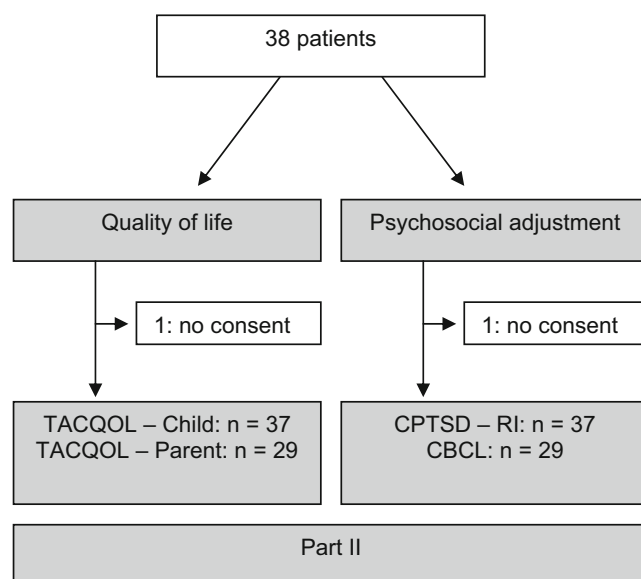 38 patients
Quality of life
Psychosocial adjustment
1: no consent
1: no consent
TACQOL – Child: n = 37
TACQOL – Parent: n = 29
CPTSD – RI: n = 37
CBCL: n = 29
Part II